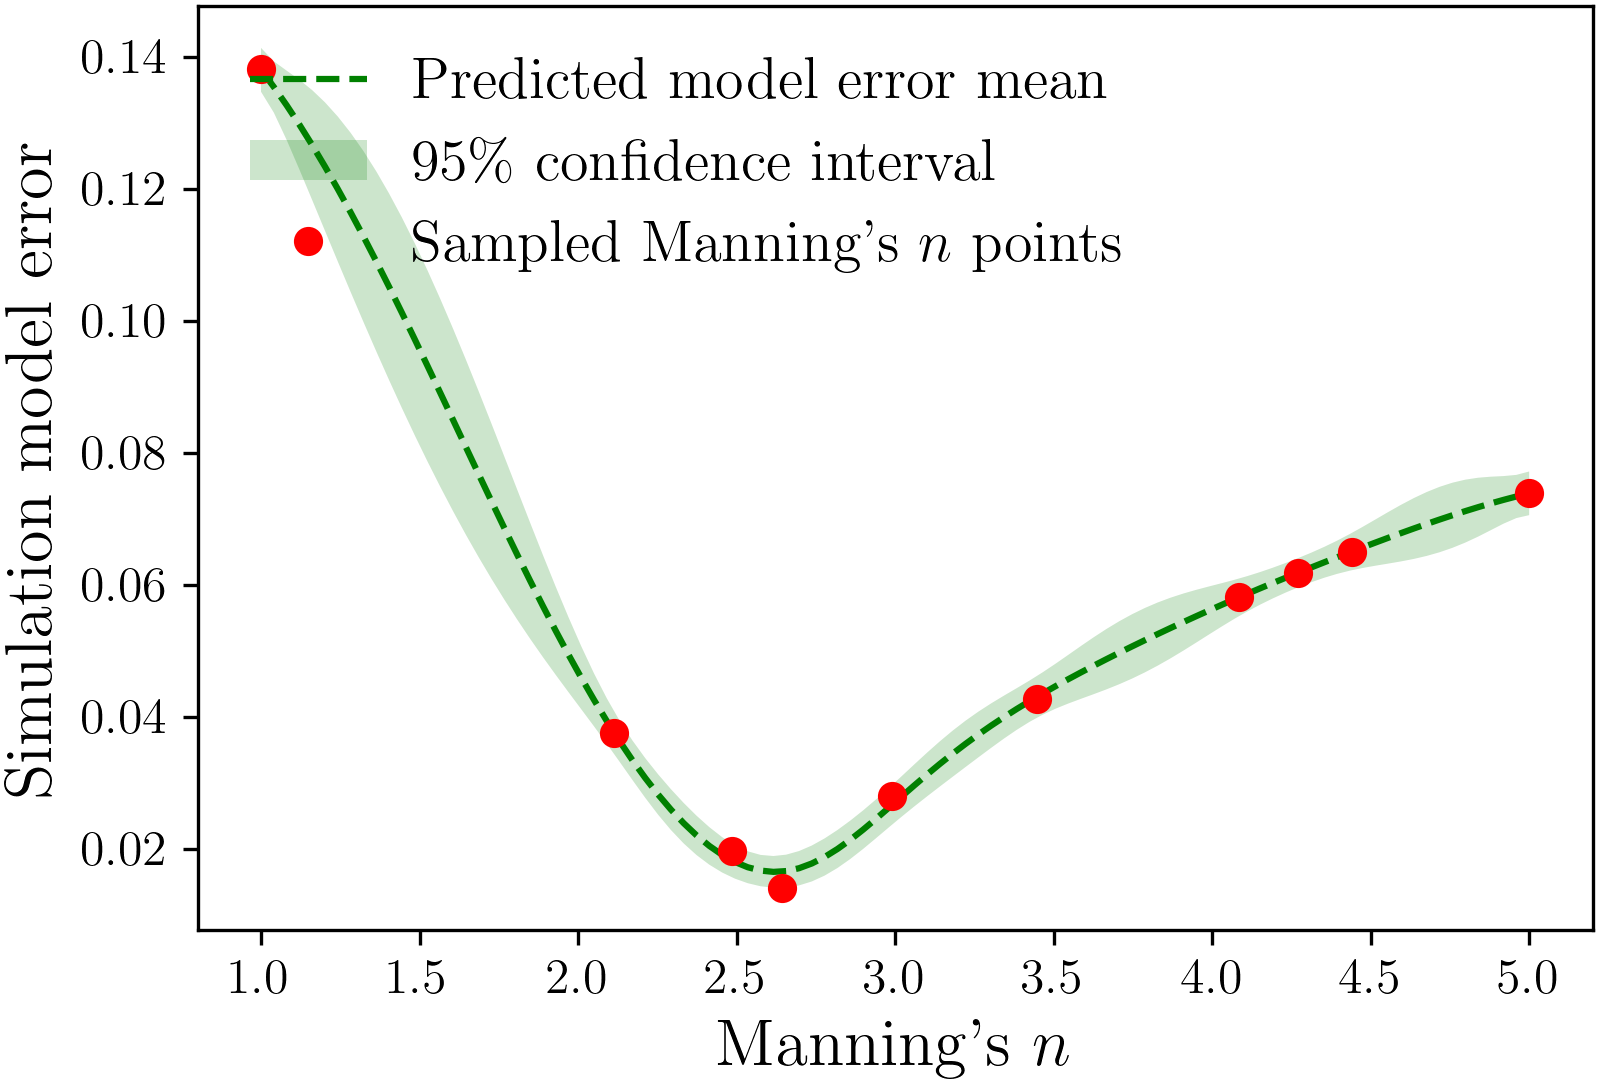 Predicted model error mean
95% confidence interval
Sampled Manning's n points
Simulation model error
0.14
0.12
0.10
0.08
0.06
0.04
0.02
1.0 1.5 2.0 2.5 3.0 3.5 4.0 4.5 5.0
Manning's n